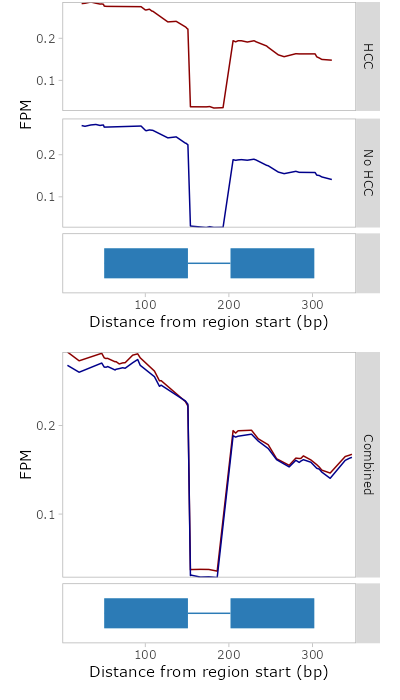 0.2
0.1
HCC
FPM
0.2
0.1
No HCC
100 200 300
Distance from region start (bp)
0.2
0.1
FPM
Combined
100 200 300
Distance from region start (bp)